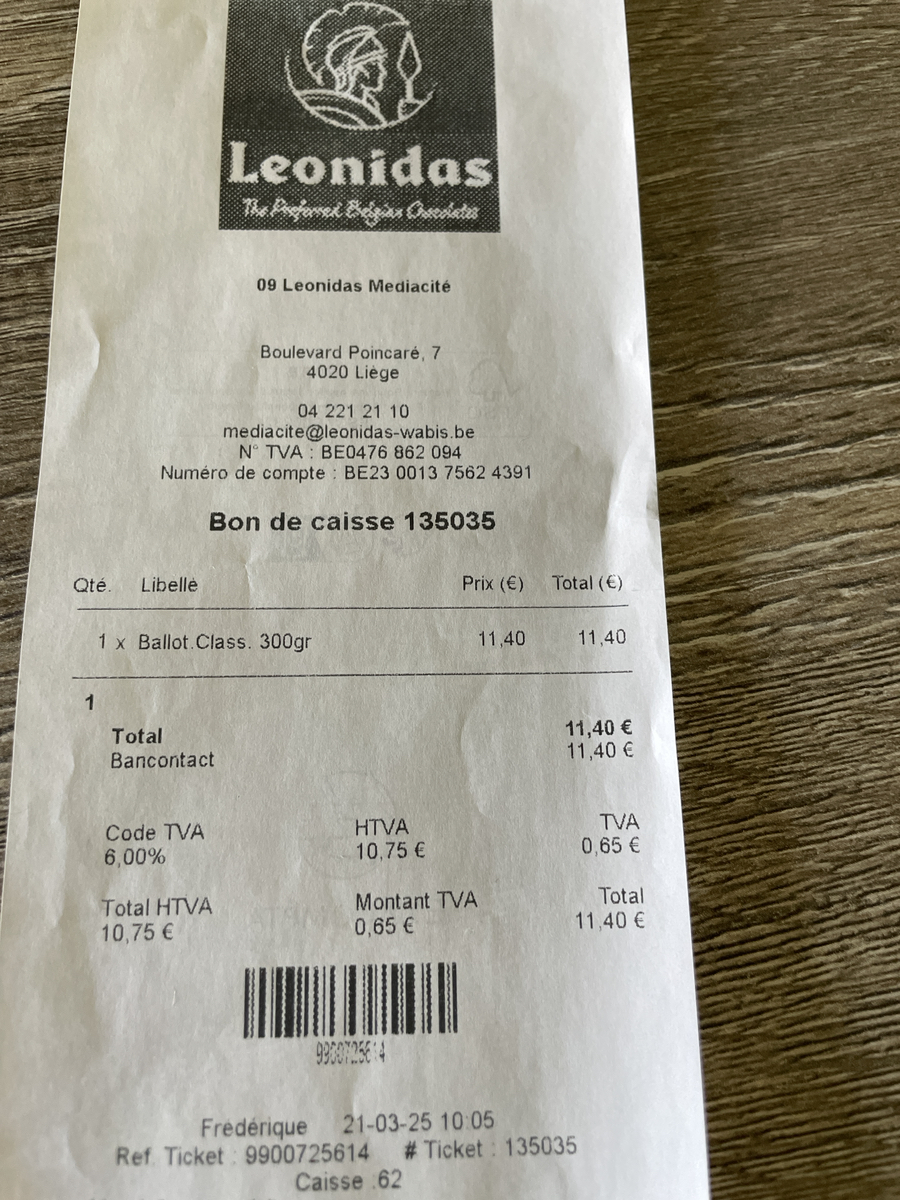 Leonidas
The Preferred Belgian Chocolates
09 Leonidas Mediacité
Boulevard Poincaré, 7
4020 Liège
04 221 21 10
mediacite@leonidas-wabis.be
N° TVA : BE0476 862 094
Numéro de compte : BE23 0013 7562 4391
Bon de caisse 135035
Qté. Libellé Prix (€) Total (€)
1 x Ballot.Class. 300gr 11,40 11,40
1
Total 11,40 €
Bancontact 11,40 €
Code TVA HTVA TVA
6,00% 10,75 € 0,65 €
Total HTVA Montant TVA Total
10,75 € 0,65 € 11,40 €
9900725614
Frédérique 21-03-25 10:05
Ref. Ticket : 9900725614 # Ticket : 135035
Caisse :62